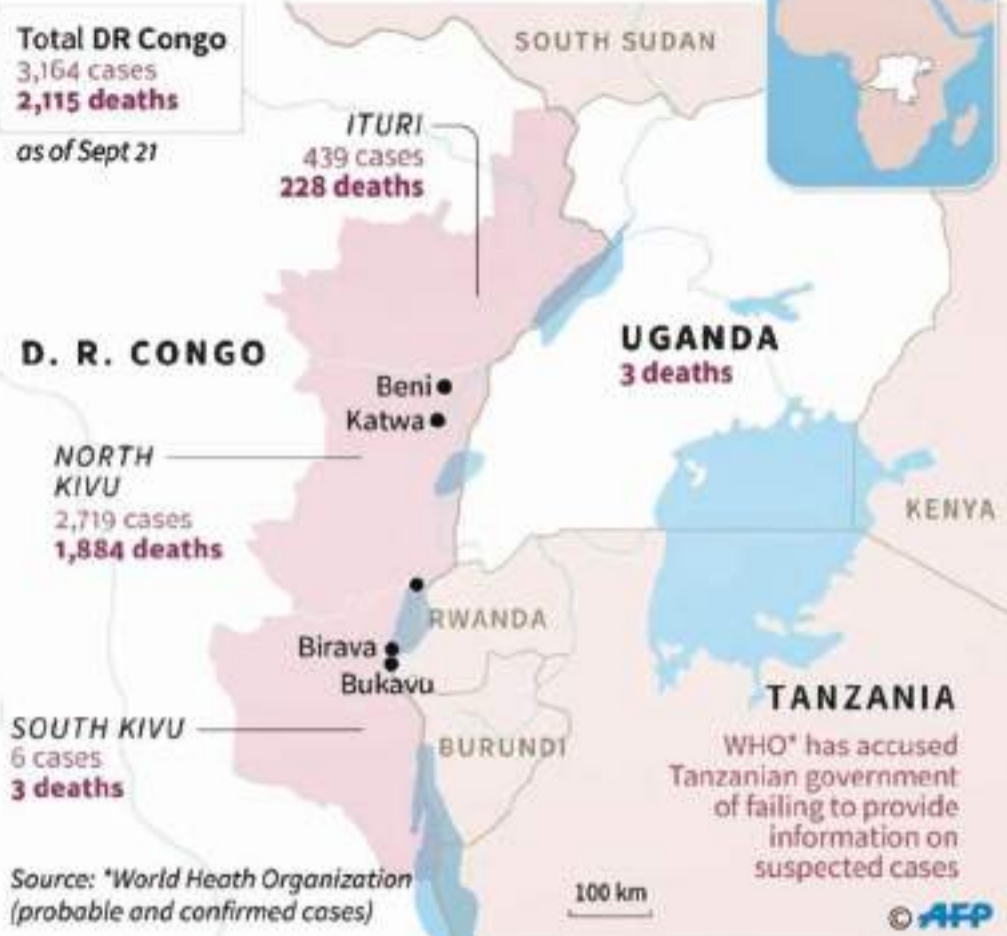 Total DR Congo
3,164 cases
2,115 deaths
as of Sept 21
SOUTH SUDAN
ITURI
439 cases
228 deaths
D. R. CONGO
UGANDA
3 deaths
Beni
Katwa
NORTH
KIVU
2,719 cases
1,884 deaths
KENYA
RWANDA
Birava
Bukavu
SOUTH KIVU
6 cases
3 deaths
BURUNDI
TANZANIA
WHO* has accused
Tanzanian government
of failing to provide
information on
suspected cases
Source: *World Heath Organization
(probable and confirmed cases)
100 km
© AFP